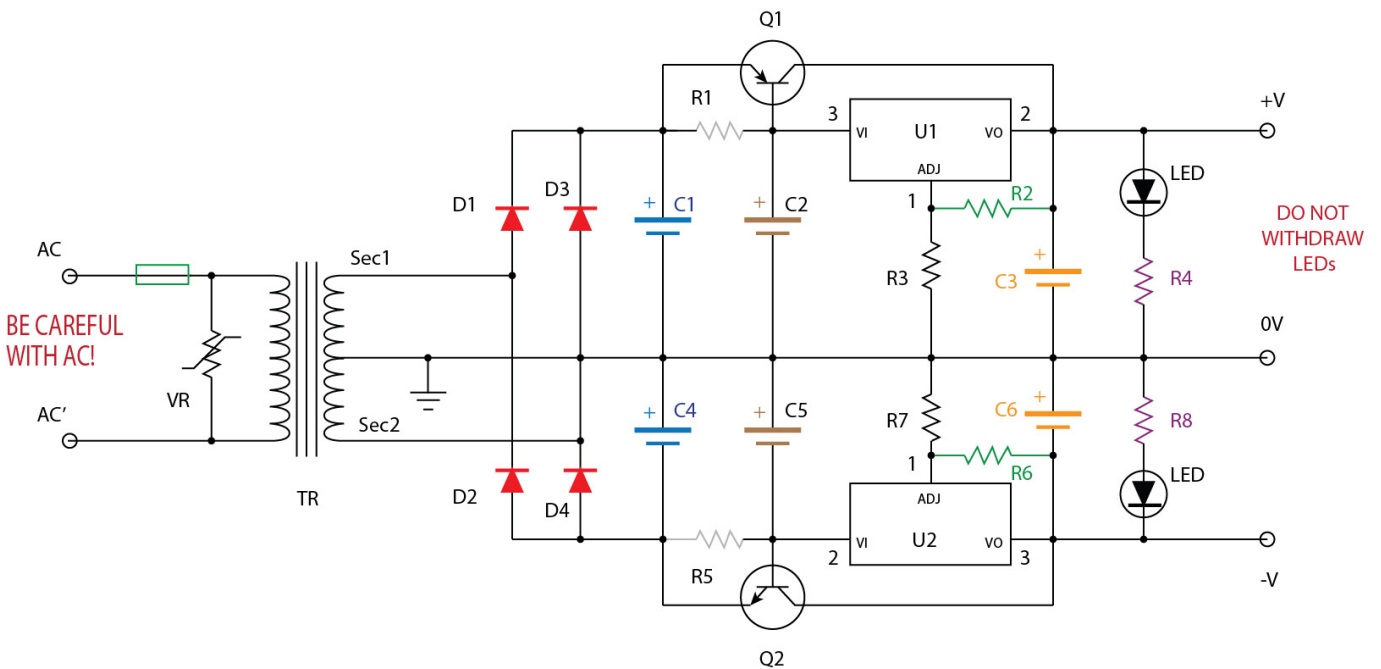 Q1
R1
3
VI
U1
VO
2
+V
ADJ
D3
LED
D1
+
C1
+
C2
1
R2
DO NOT
WITHDRAW
LEDs
AC
Sec1
+
R3
C3
R4
BE CAREFUL
WITH AC!
0V
VR
AC’
Sec2
+
C4
+
C5
R7
C6
+
R8
1
R6
D2
D4
TR
ADJ
LED
VI
U2
VO
2
3
R5
-V
Q2